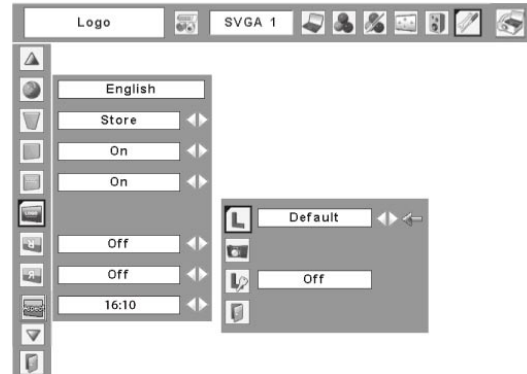 Logo
SVGA 1
English
Store
On
On
Default
Off
Off
Off
16:10